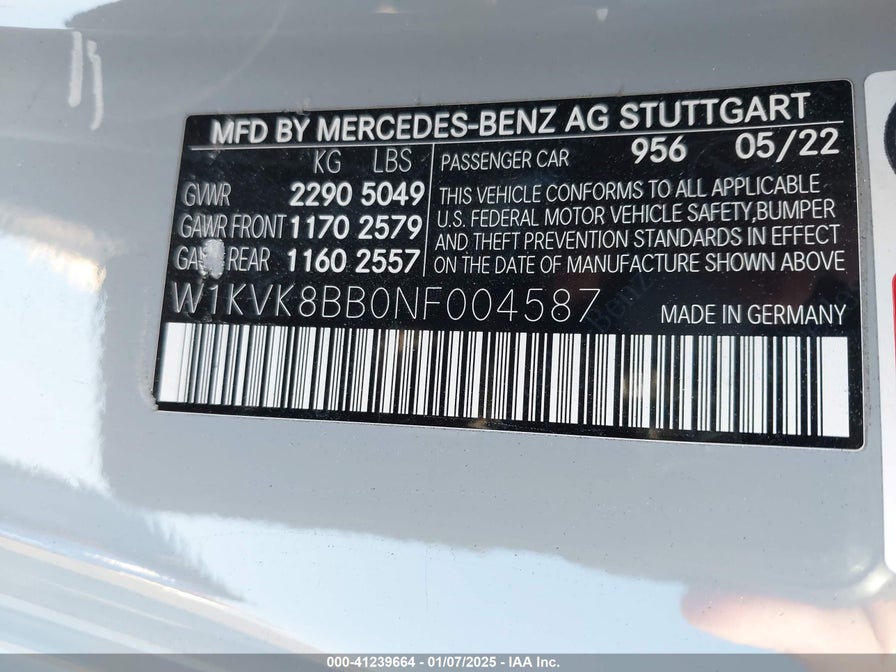 MFD BY MERCEDES-BENZ AG STUTTGART
KG LBS
GVWR 2290 5049
GAWR FRONT 1170 2579
REAR 1160 2557
PASSENGER CAR 956 05/22
THIS VEHICLE CONFORMS TO ALL APPLICABLE
U.S. FEDERAL MOTOR VEHICLE SAFETY,BUMPER
AND THEFT PREVENTION STANDARDS IN EFFECT
ON THE DATE OF MANUFACTURE SHOWN ABOVE
W1KVK8BB0NF004587
MADE IN GERMANY
000-41239664 - 01/07/2025 - IAA Inc.